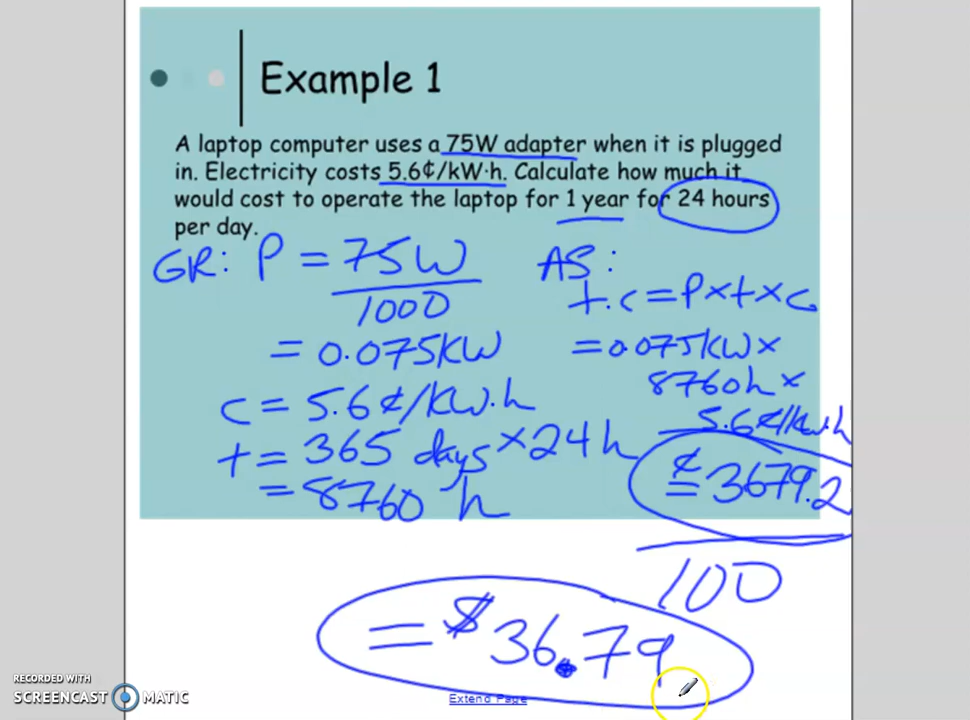 Example 1
A laptop computer uses a 75W adapter when it is plugged
in. Electricity costs 5.6¢/kW·h. Calculate how much it
would cost to operate the laptop for 1 year for 24 hours
per day.
GR: P = 75W
1000
= 0.075KW
c = 5.6¢/KW.h
t = 365 days × 24 h
= 8760 h
AS:
t.c = P×t×c
= 0.075KW ×
8760h ×
5.6¢/kw.h
= ¢3679.2
100
= $36.79
RECORDED WITH
SCREENCAST MATIC
Extend Page